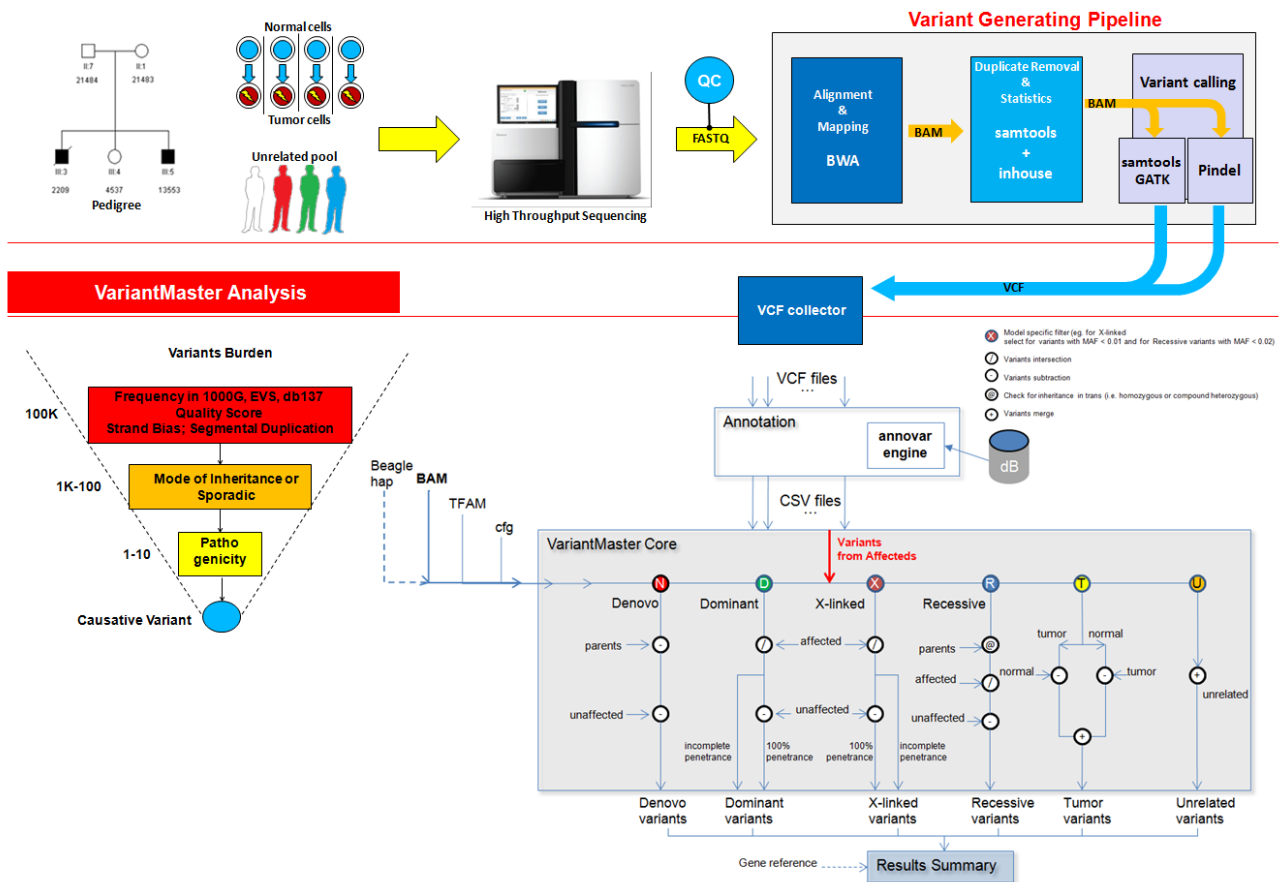 Variant Generating Pipeline
Normal cells
II:7
21484
II:1
21483
Tumor cells
III:3
2209
III:4
4537
III:5
13553
Pedigree
Unrelated pool
High Throughput Sequencing
QC
FASTQ
Alignment
&
Mapping
BWA
BAM
Duplicate Removal
&
Statistics
samtools
+
inhouse
BAM
Variant calling
samtools
GATK
Pindel
VCF
VariantMaster Analysis
VCF collector
Variants Burden
100K
Frequency in 1000G, EVS, db137
Quality Score
Strand Bias; Segmental Duplication
1K-100
Mode of Inheritance or
Sporadic
1-10
Patho
genicity
Causative Variant
X
Model specific filter (eg. for X-linked
select for variants with MAF < 0.01 and for Recessive variants with MAF < 0.02)
/
Variants intersection
-
Variants subtraction
@
Check for inheritance in trans (i.e. homozygous or compound heterozygous)
+
Variants merge
VCF files
...
Annotation
annovar
engine
dB
CSV files
...
Beagle
hap
BAM
TFAM
cfg
VariantMaster Core
Variants
from Affecteds
N
D
X
R
T
U
Denovo
Dominant
X-linked
Recessive
tumor
normal
parents
-
/
affected
/
parents
@
affected
/
normal
-
-
tumor
+
unrelated
unaffected
-
-
unaffected
-
unaffected
-
+
incomplete
penetrance
100%
penetrance
100%
penetrance
incomplete
penetrance
Denovo
variants
Dominant
variants
X-linked
variants
Recessive
variants
Tumor
variants
Unrelated
variants
Gene reference
Results Summary